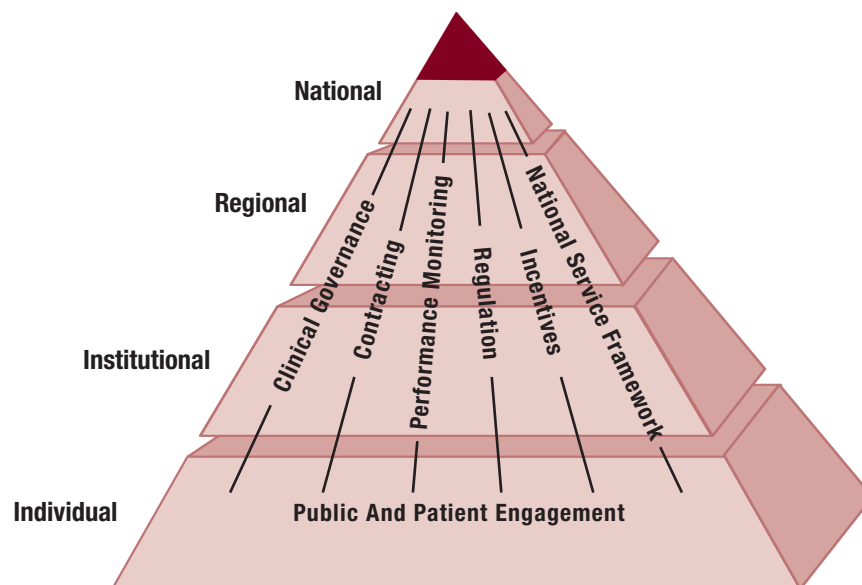 National
Regional
Institutional
Individual
Clinical Governance
Contracting
Performance Monitoring
Regulation
Incentives
National Service Framework
Public And Patient Engagement